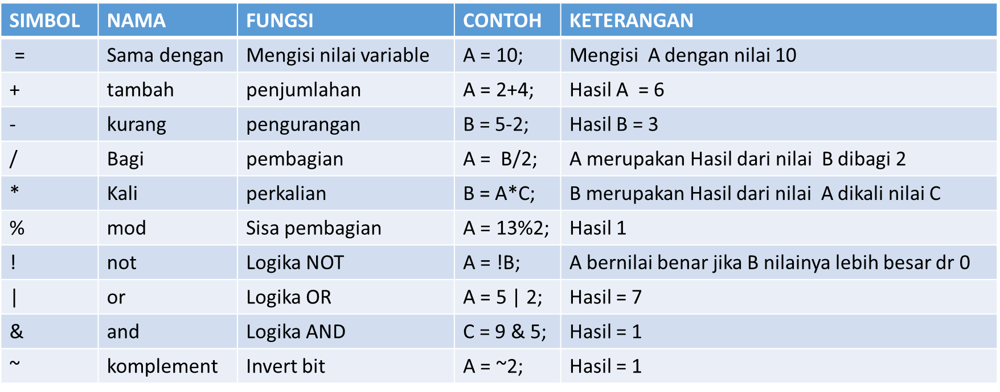 SIMBOL NAMA FUNGSI CONTOH KETERANGAN
= Sama dengan Mengisi nilai variable A = 10; Mengisi A dengan nilai 10
+ tambah penjumlahan A = 2+4; Hasil A = 6
- kurang pengurangan B = 5-2; Hasil B = 3
/ Bagi pembagian A = B/2; A merupakan Hasil dari nilai B dibagi 2
* Kali perkalian B = A*C; B merupakan Hasil dari nilai A dikali nilai C
% mod Sisa pembagian A = 13%2; Hasil 1
! not Logika NOT A = !B; A bernilai benar jika B nilainya lebih besar dr 0
| or Logika OR A = 5 | 2; Hasil = 7
& and Logika AND C = 9 & 5; Hasil = 1
~ komplement Invert bit A = ~2; Hasil = 1